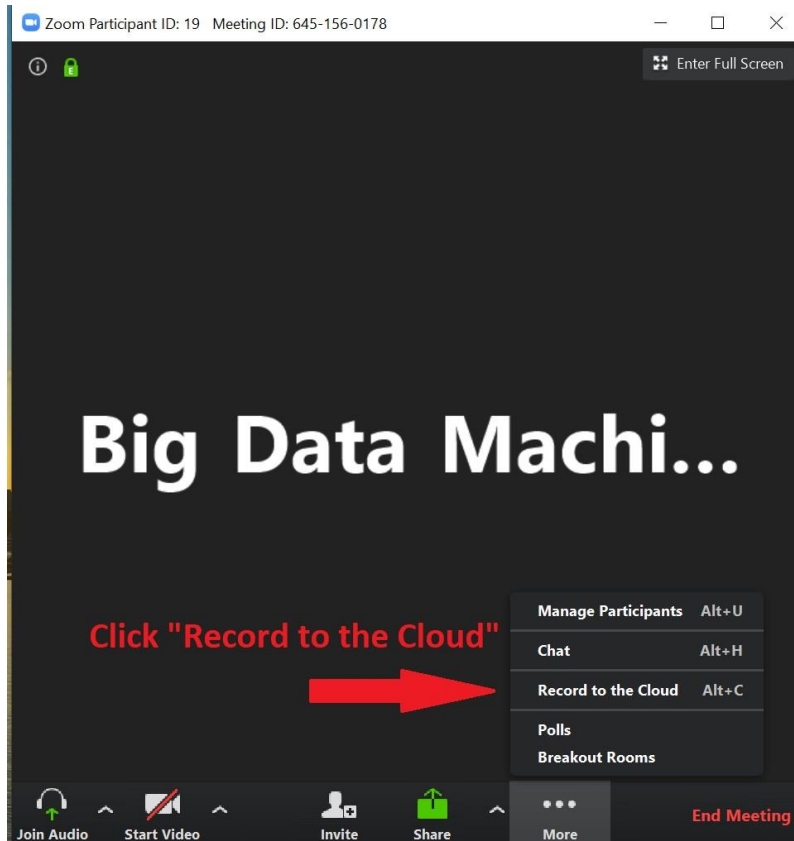 Zoom Participant ID: 19 Meeting ID: 645-156-0178
Enter Full Screen
Big Data Machi...
Click "Record to the Cloud"
Manage Participants Alt+U
Chat Alt+H
Record to the Cloud Alt+C
Polls
Breakout Rooms
Join Audio Start Video Invite Share More End Meeting